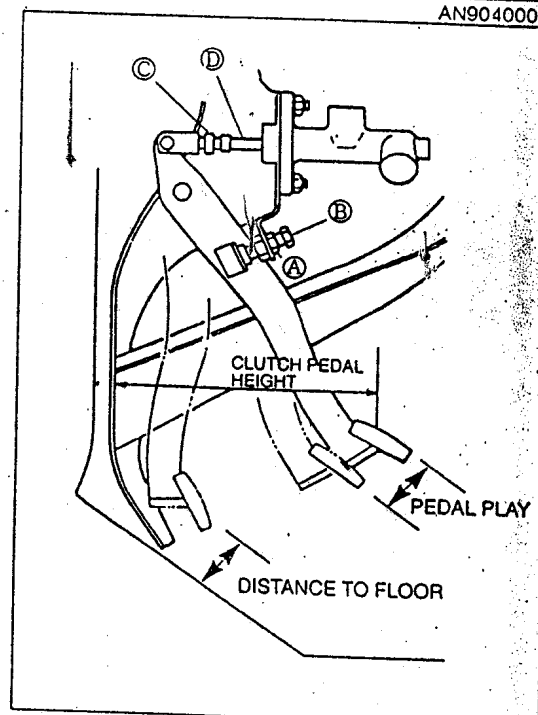 AN904000
Ⓒ Ⓓ
Ⓑ
Ⓐ
CLUTCH PEDAL
HEIGHT
PEDAL PLAY
DISTANCE TO FLOOR